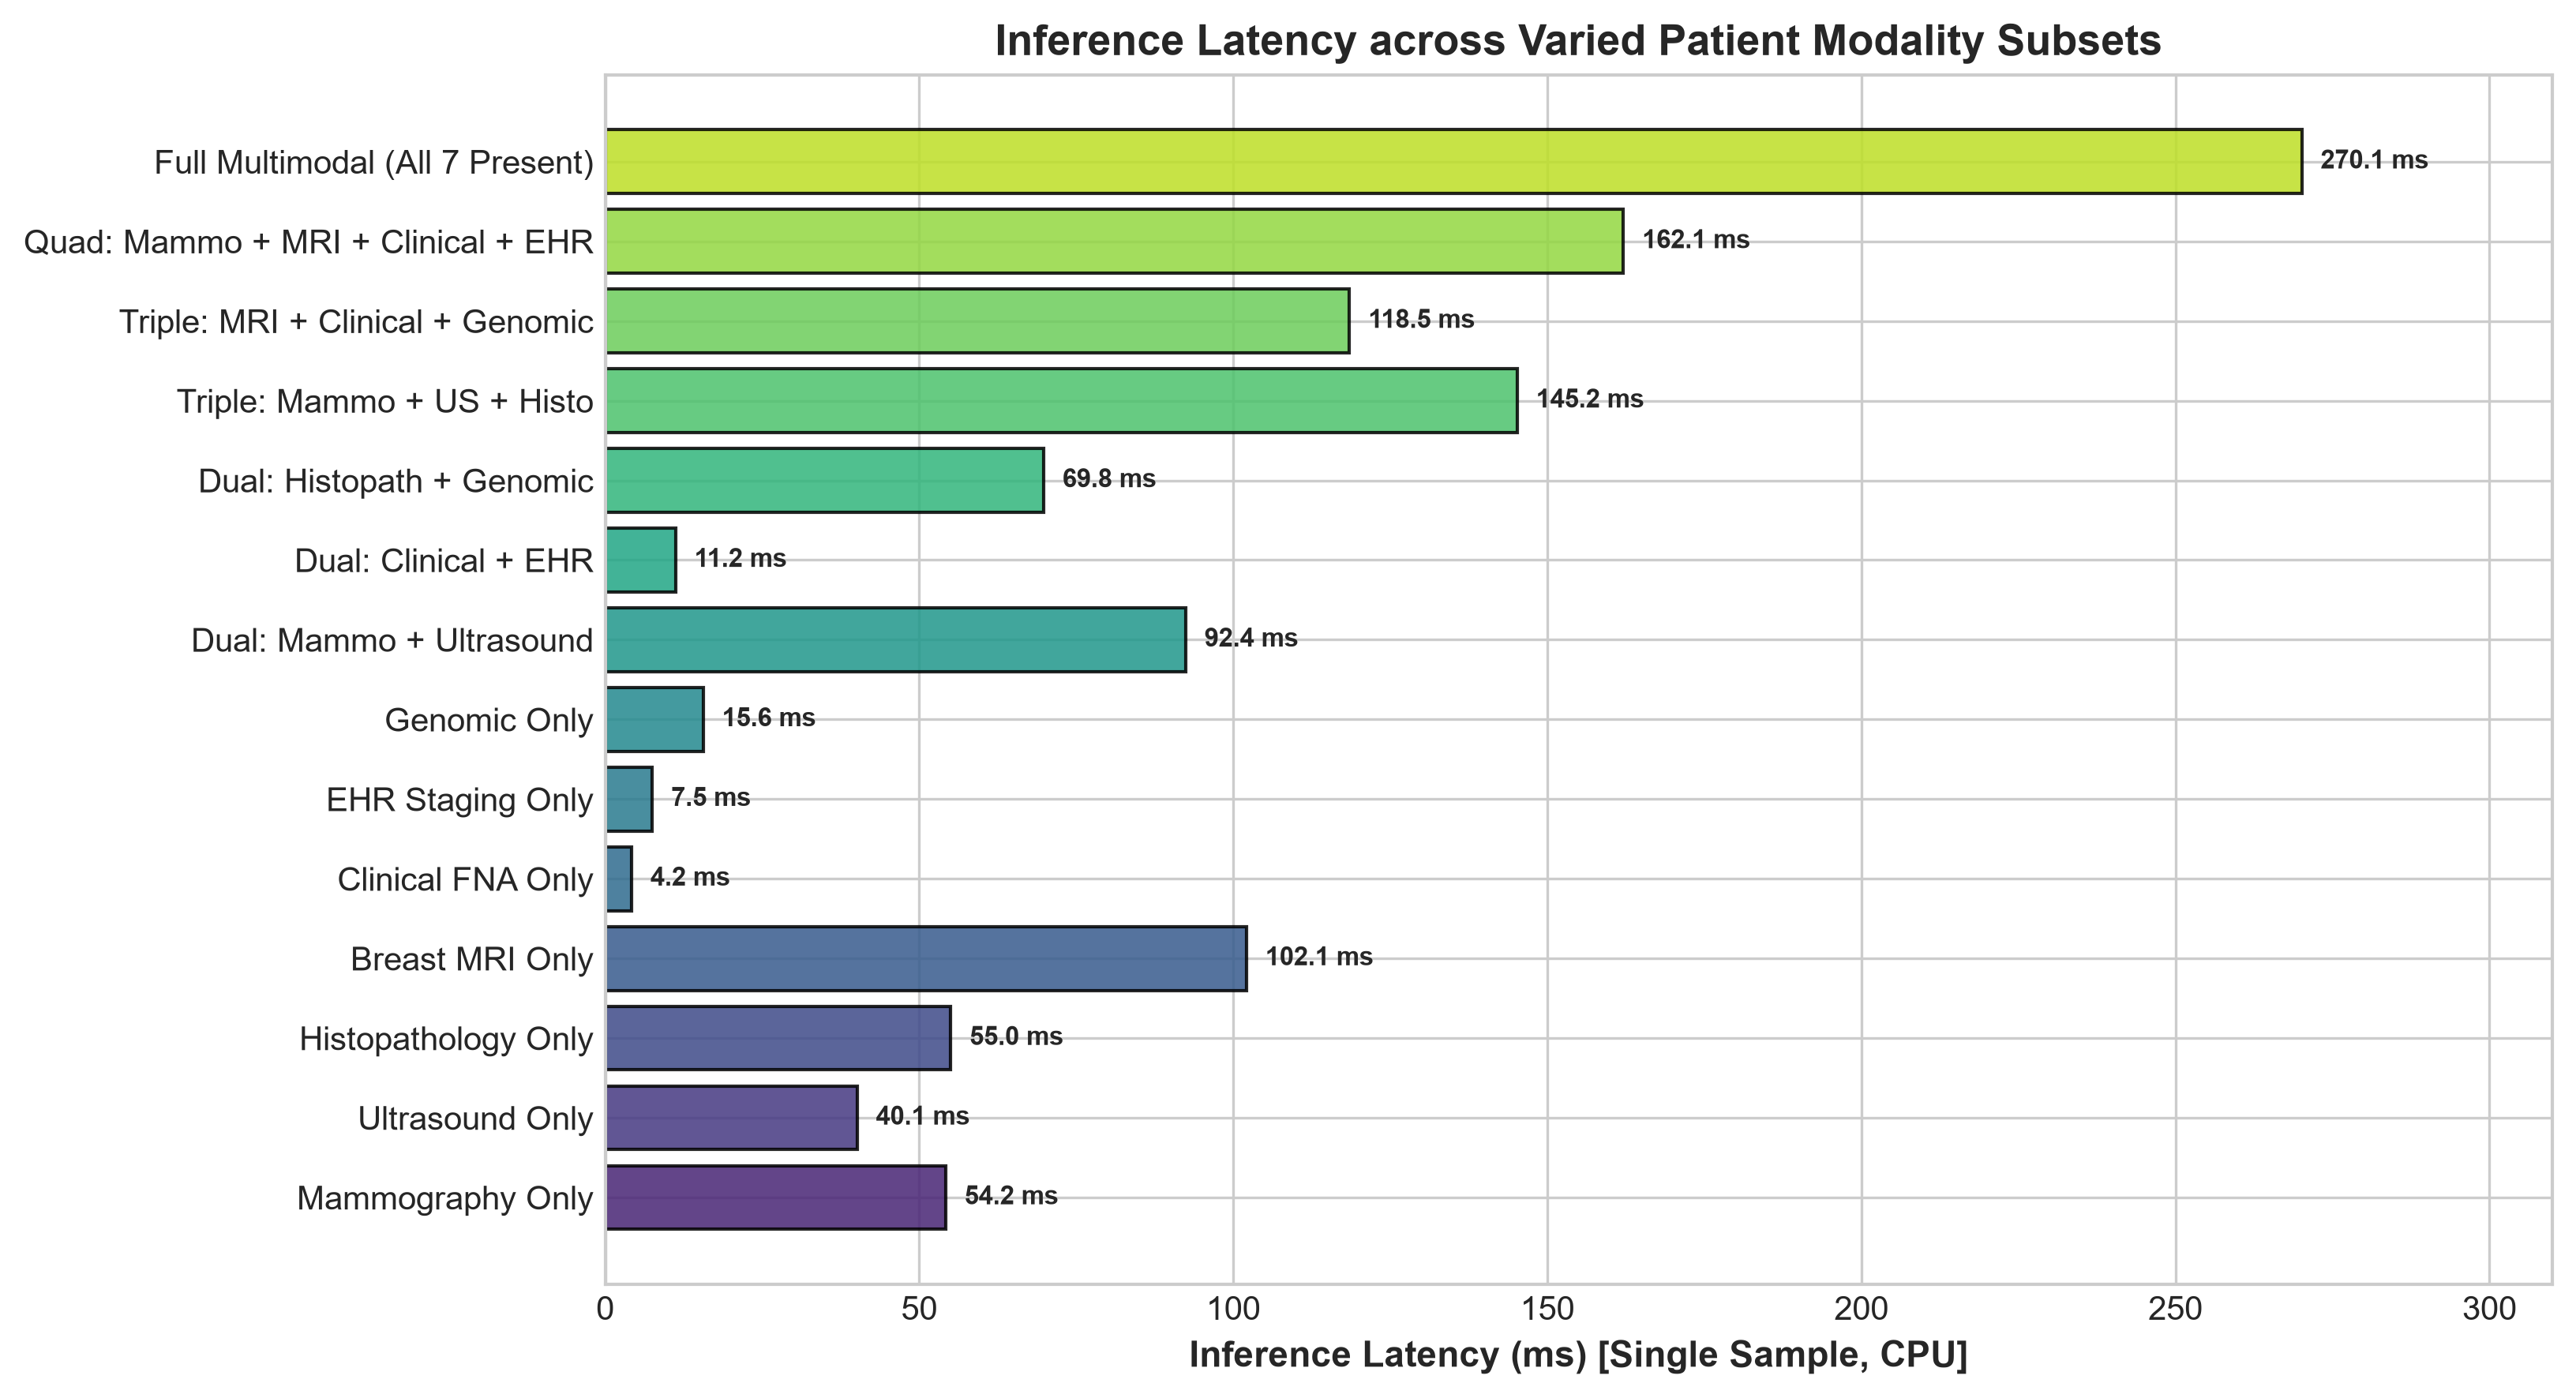 Inference Latency across Varied Patient Modality Subsets
Full Multimodal (All 7 Present) 270.1 ms
Quad: Mammo + MRI + Clinical + EHR 162.1 ms
Triple: MRI + Clinical + Genomic 118.5 ms
Triple: Mammo + US + Histo 145.2 ms
Dual: Histopath + Genomic 69.8 ms
Dual: Clinical + EHR 11.2 ms
Dual: Mammo + Ultrasound 92.4 ms
Genomic Only 15.6 ms
EHR Staging Only 7.5 ms
Clinical FNA Only 4.2 ms
Breast MRI Only 102.1 ms
Histopathology Only 55.0 ms
Ultrasound Only 40.1 ms
Mammography Only 54.2 ms
0 50 100 150 200 250 300
Inference Latency (ms) [Single Sample, CPU]